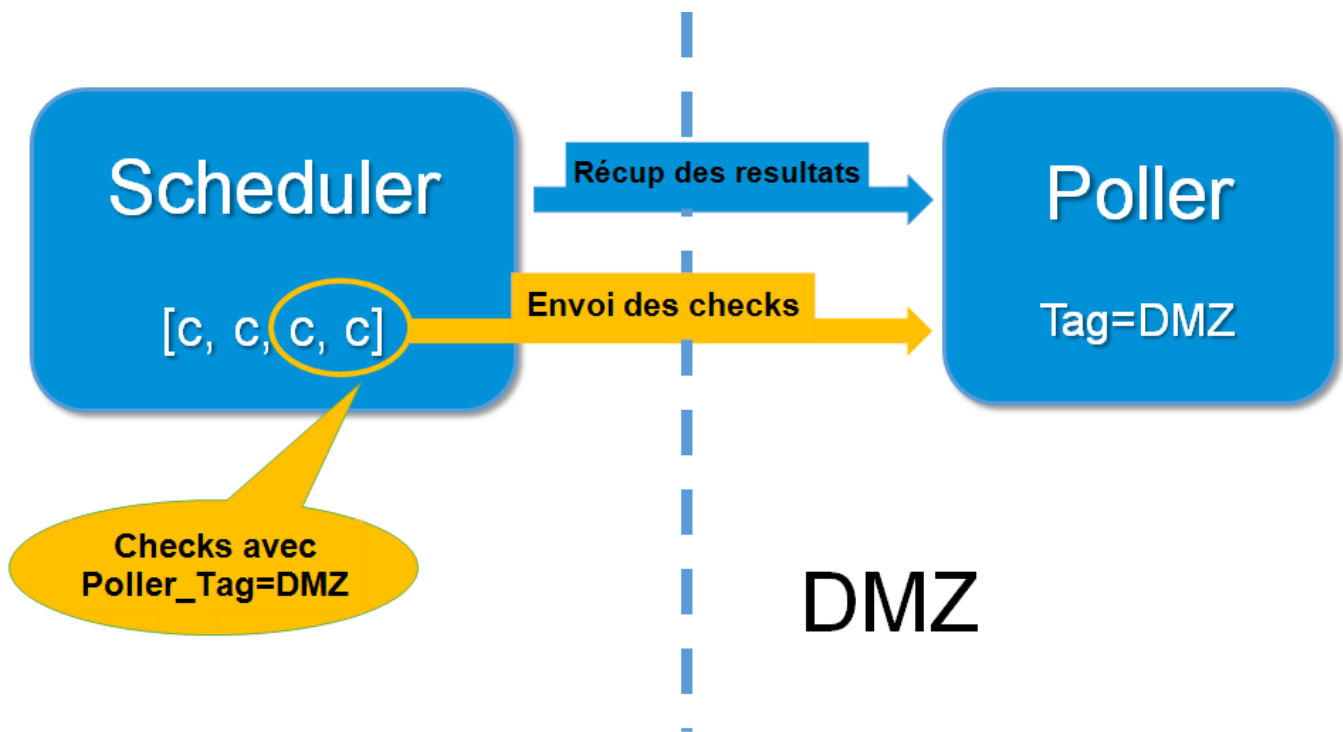 Scheduler
[c, c, c, c]
Récup des resultats
Envoi des checks
Poller
Tag=DMZ
Checks avec
Poller_Tag=DMZ
DMZ